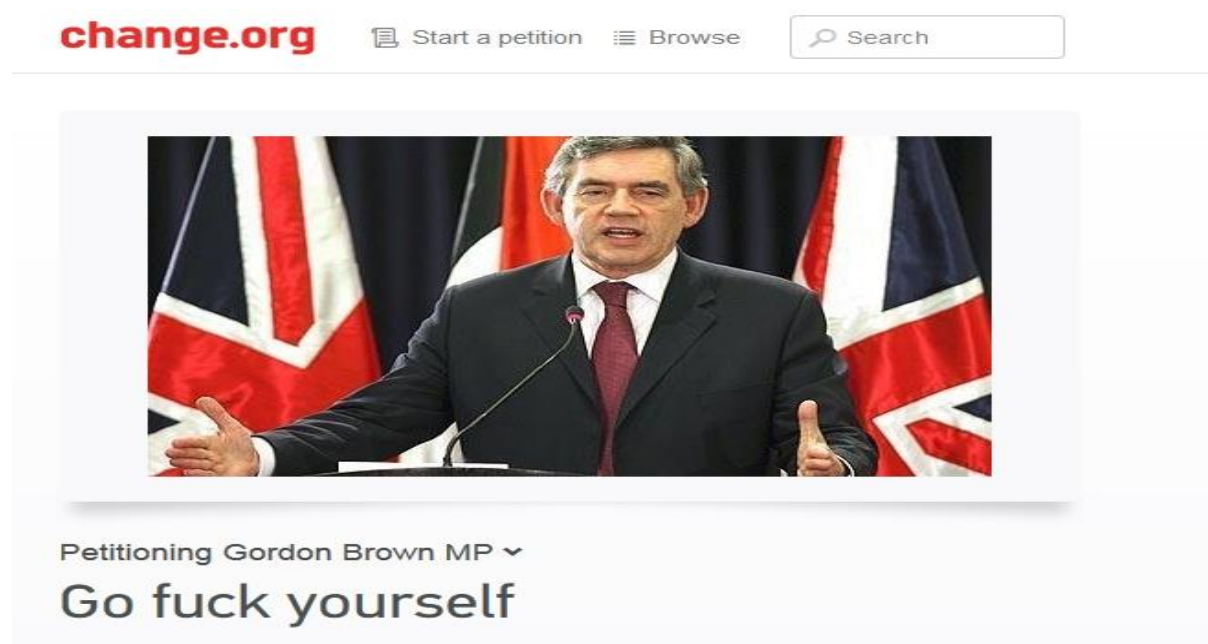 change.org Start a petition Browse Search
Petitioning Gordon Brown MP
Go fuck yourself